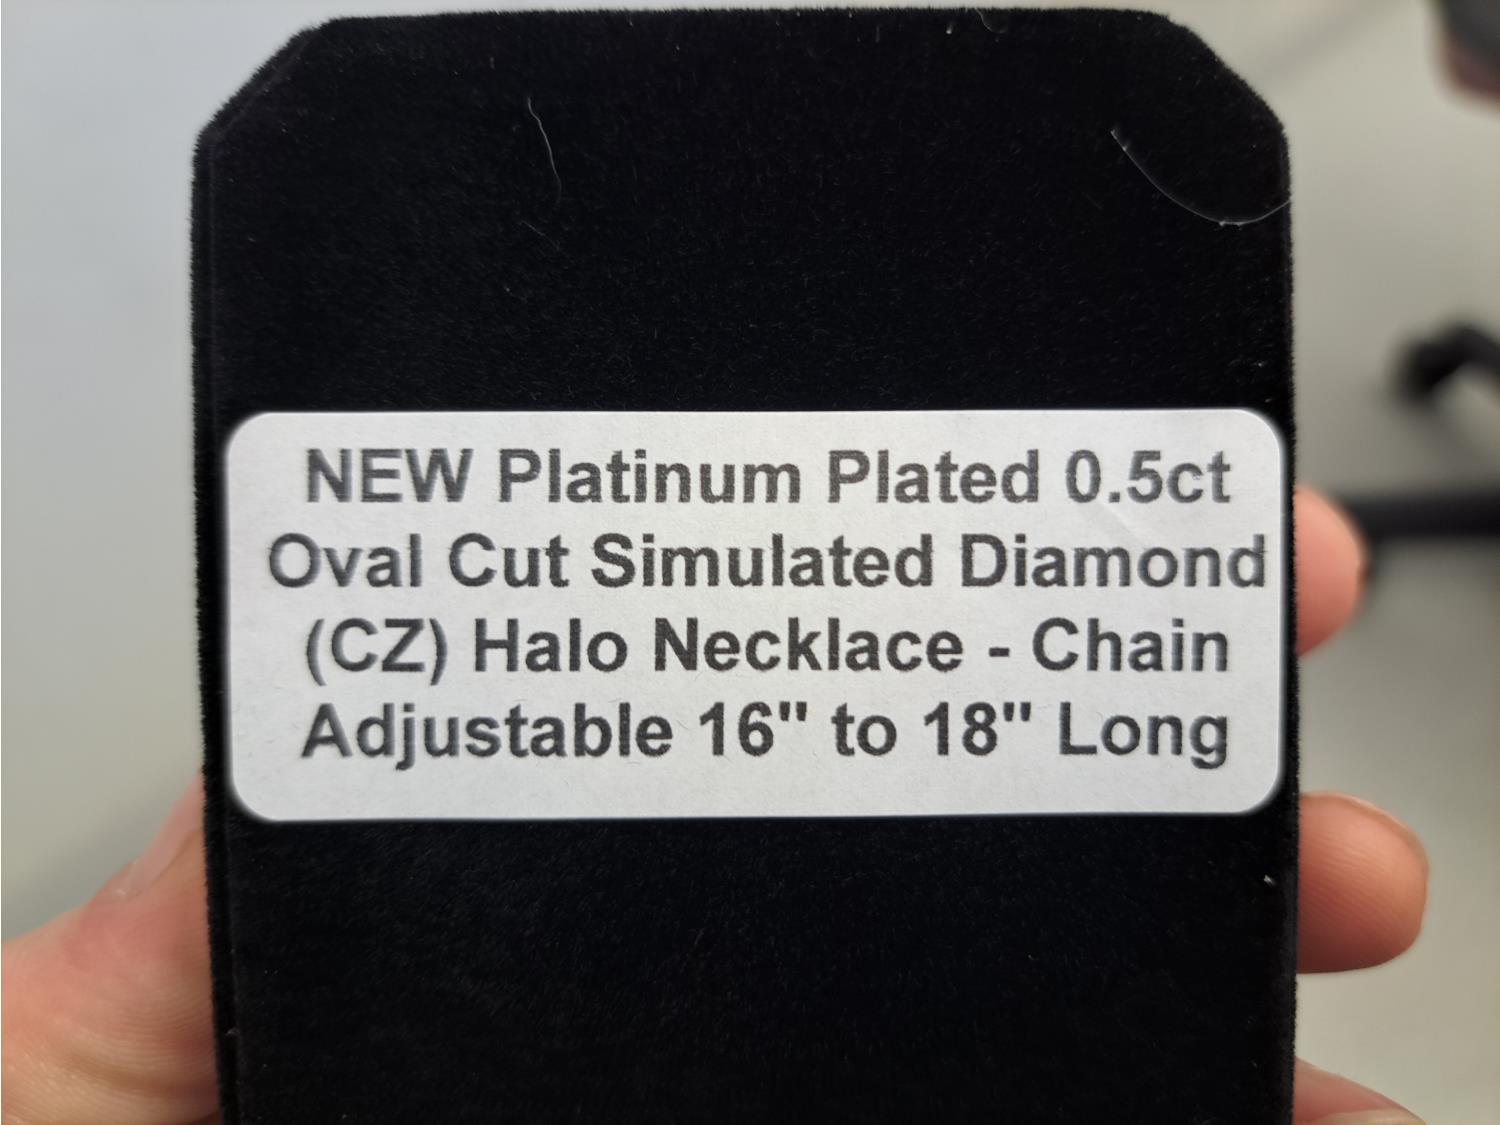 NEW Platinum Plated 0.5ct
Oval Cut Simulated Diamond
(CZ) Halo Necklace - Chain
Adjustable 16" to 18" Long